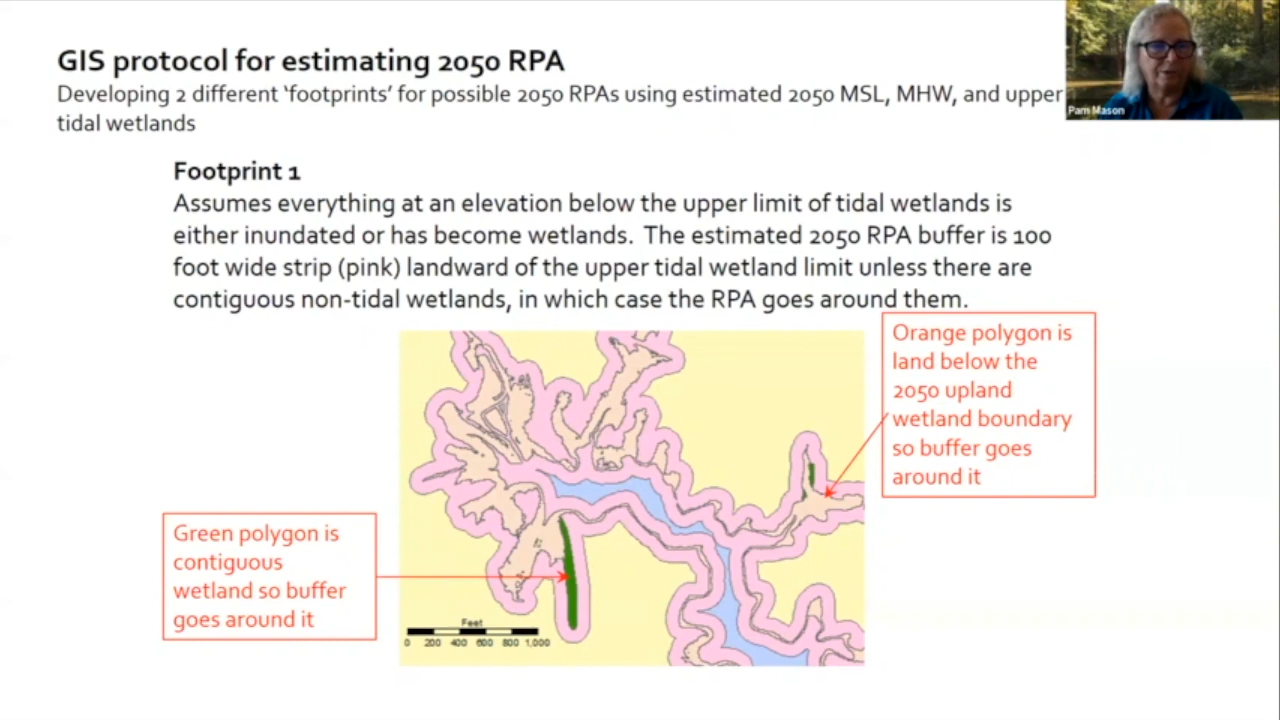 GIS protocol for estimating 2050 RPA
Developing 2 different ‘footprints’ for possible 2050 RPAs using estimated 2050 MSL, MHW, and upper
tidal wetlands
Pam Mason
Footprint 1
Assumes everything at an elevation below the upper limit of tidal wetlands is
either inundated or has become wetlands. The estimated 2050 RPA buffer is 100
foot wide strip (pink) landward of the upper tidal wetland limit unless there are
contiguous non-tidal wetlands, in which case the RPA goes around them.
Orange polygon is
land below the
2050 upland
wetland boundary
so buffer goes
around it
Green polygon is
contiguous
wetland so buffer
goes around it
Feet
0 200 400 600 800 1,000